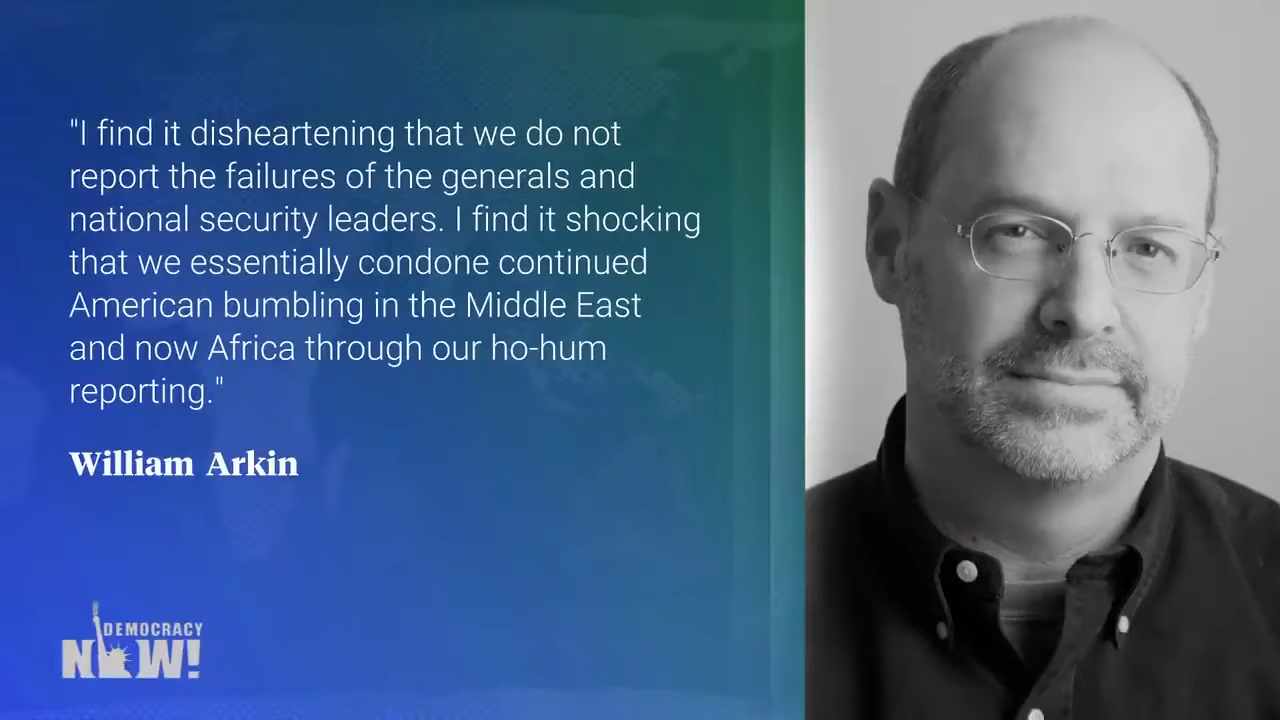 "I find it disheartening that we do not
report the failures of the generals and
national security leaders. I find it shocking
that we essentially condone continued
American bumbling in the Middle East
and now Africa through our ho-hum
reporting."
William Arkin
DEMOCRACY
NOW!